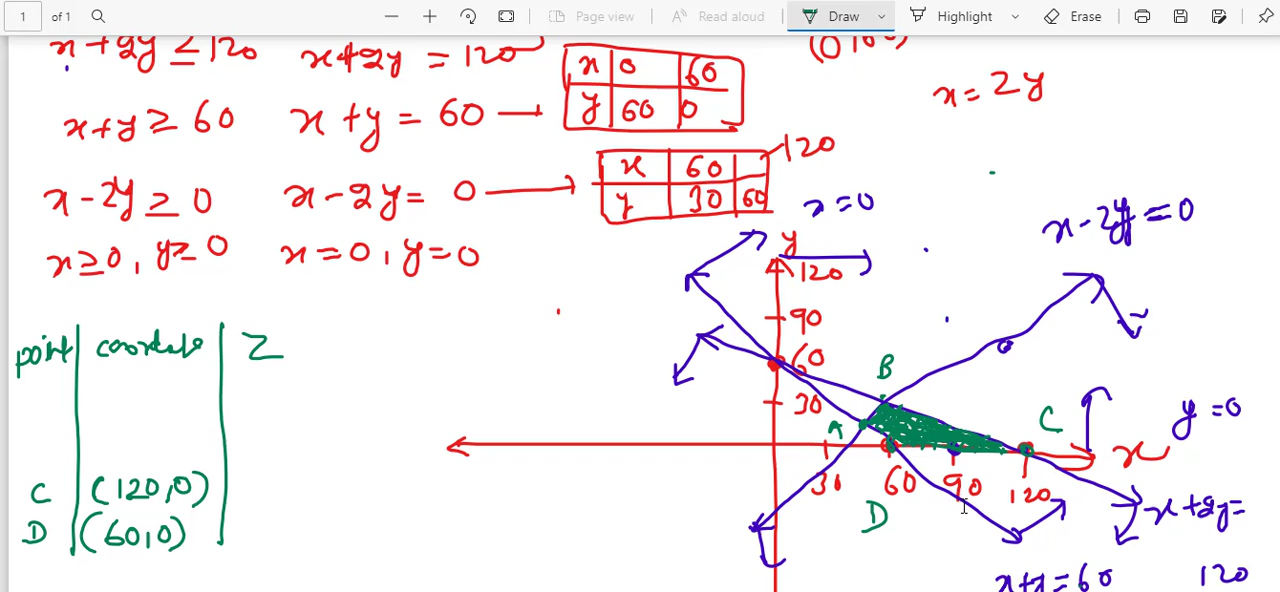 1 of 1 Page view Read aloud Draw Highlight Erase
x + 2y ≤ 120 x + 2y = 120 x 0 60
y 60 0
x + y ≥ 60 x + y = 60
x = 2y
120
x 60
y 30 60
x - 2y ≥ 0 x - 2y = 0
x ≥ 0, y ≥ 0 x = 0, y = 0
x = 0
x - 2y = 0
y
120
90
60
30
point Z
B
A
C
y = 0
x
30 60 90 120
D
C (120,0)
D (60,0)
x + 2y =
120
x + y = 60